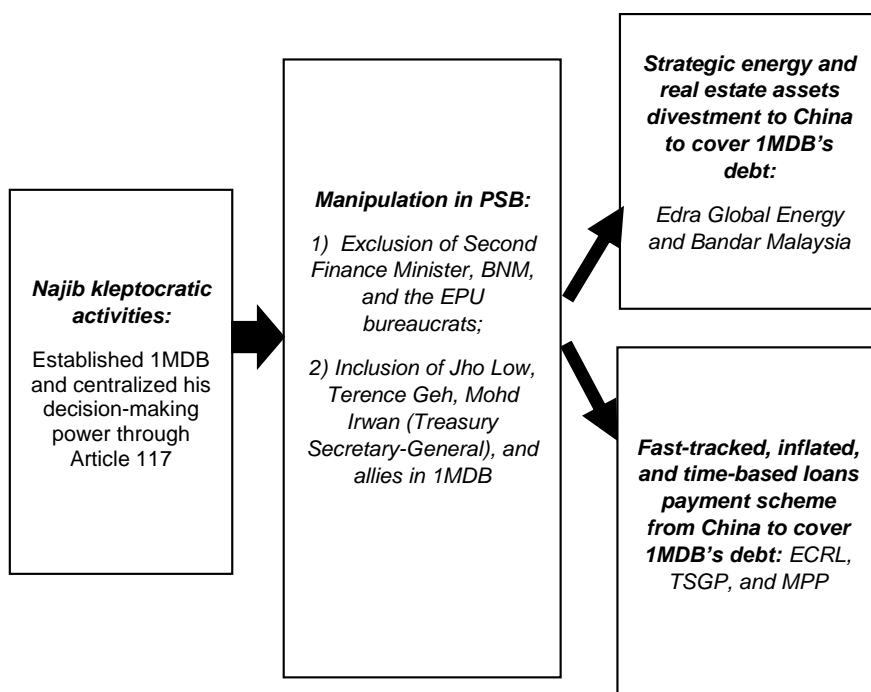 Najib kleptocratic
activities:
Established 1MDB
and centralized his
decision-making
power through
Article 117
Manipulation in PSB:
1) Exclusion of Second
Finance Minister, BNM,
and the EPU
bureaucrats;
2) Inclusion of Jho Low,
Terence Geh, Mohd
Irwan (Treasury
Secretary-General), and
allies in 1MDB
Strategic energy and
real estate assets
divestment to China
to cover 1MDB's
debt:
Edra Global Energy
and Bandar Malaysia
Fast-tracked, inflated,
and time-based loans
payment scheme
from China to cover
1MDB's debt: ECRL,
TSGP, and MPP